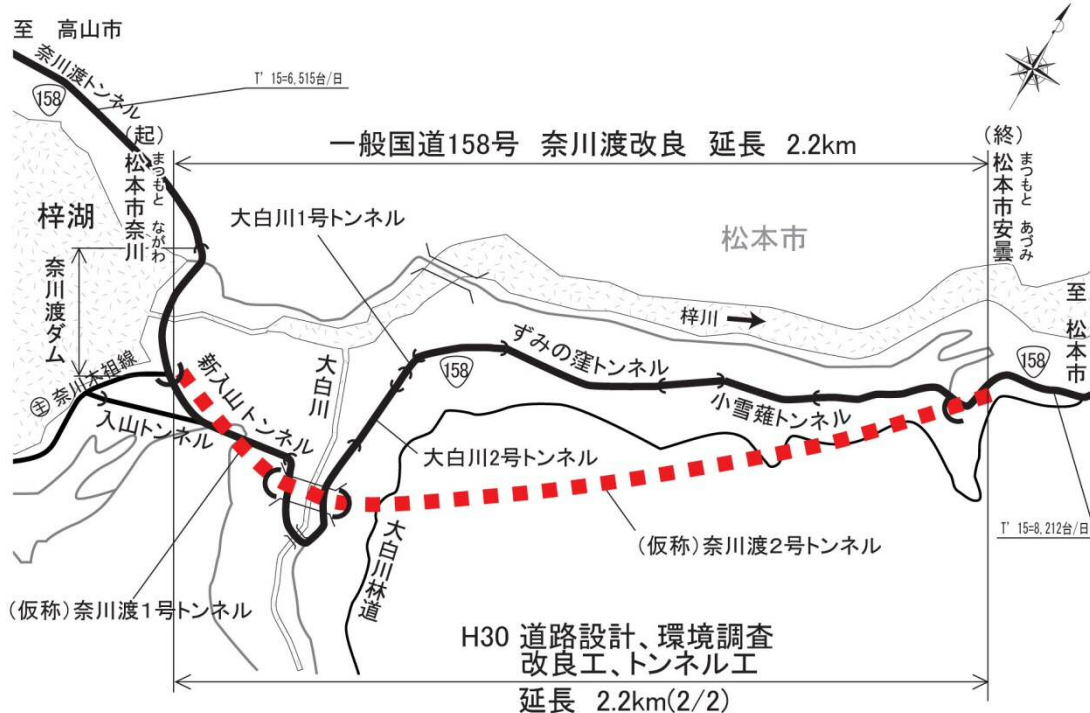 至 高山市
奈川渡トンネル
158
T' 15=6,515台/日
(起)
松本市奈川
まつもと ながわ
一般国道158号 奈川渡改良 延長 2.2km
(終)
松本市安曇
まつもと あづみ
梓湖
奈川渡ダム
大白川1号トンネル
松本市
梓川
至 松本市
158
主 奈川木祖線
新入山トンネル
入山トンネル
大白川
158
ずみの窪トンネル
小雪薙トンネル
大白川2号トンネル
大白川林道
(仮称)奈川渡2号トンネル
T' 15=8,212台/日
(仮称)奈川渡1号トンネル
H30 道路設計、環境調査
改良工、トンネル工
延長 2.2km(2/2)